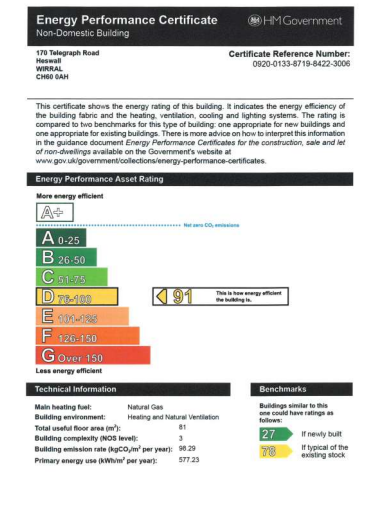 Energy Performance Certificate
HM Government
Non-Domestic Building
170 Telegraph Road
Heswall
WIRRAL
CH60 0AH
Certificate Reference Number:
0920-0133-8719-8422-3006
This certificate shows the energy rating of this building. It indicates the energy efficiency of
the building fabric and the heating, ventilation, cooling and lighting systems. The rating is
compared to two benchmarks for this type of building: one appropriate for new buildings and
one appropriate for existing buildings. There is more advice on how to interpret this information
in the guidance document Energy Performance Certificates for the construction, sale and let
of non-dwellings available on the Government's website at
www.gov.uk/government/collections/energy-performance-certificates.
Energy Performance Asset Rating
More energy efficient
A+
Net zero CO₂ emissions
A 0-25
B 26-50
C 51-75
D 76-100
91
This is how energy efficient
the building is.
E 101-125
F 126-150
G Over 150
Less energy efficient
Technical Information
Main heating fuel: Natural Gas
Building environment: Heating and Natural Ventilation
Total useful floor area (m²): 81
Building complexity (NOS level): 3
Building emission rate (kgCO₂/m² per year): 98.29
Primary energy use (kWh/m² per year): 577.23
Benchmarks
Buildings similar to this
one could have ratings as
follows:
27 If newly built
78 If typical of the
existing stock